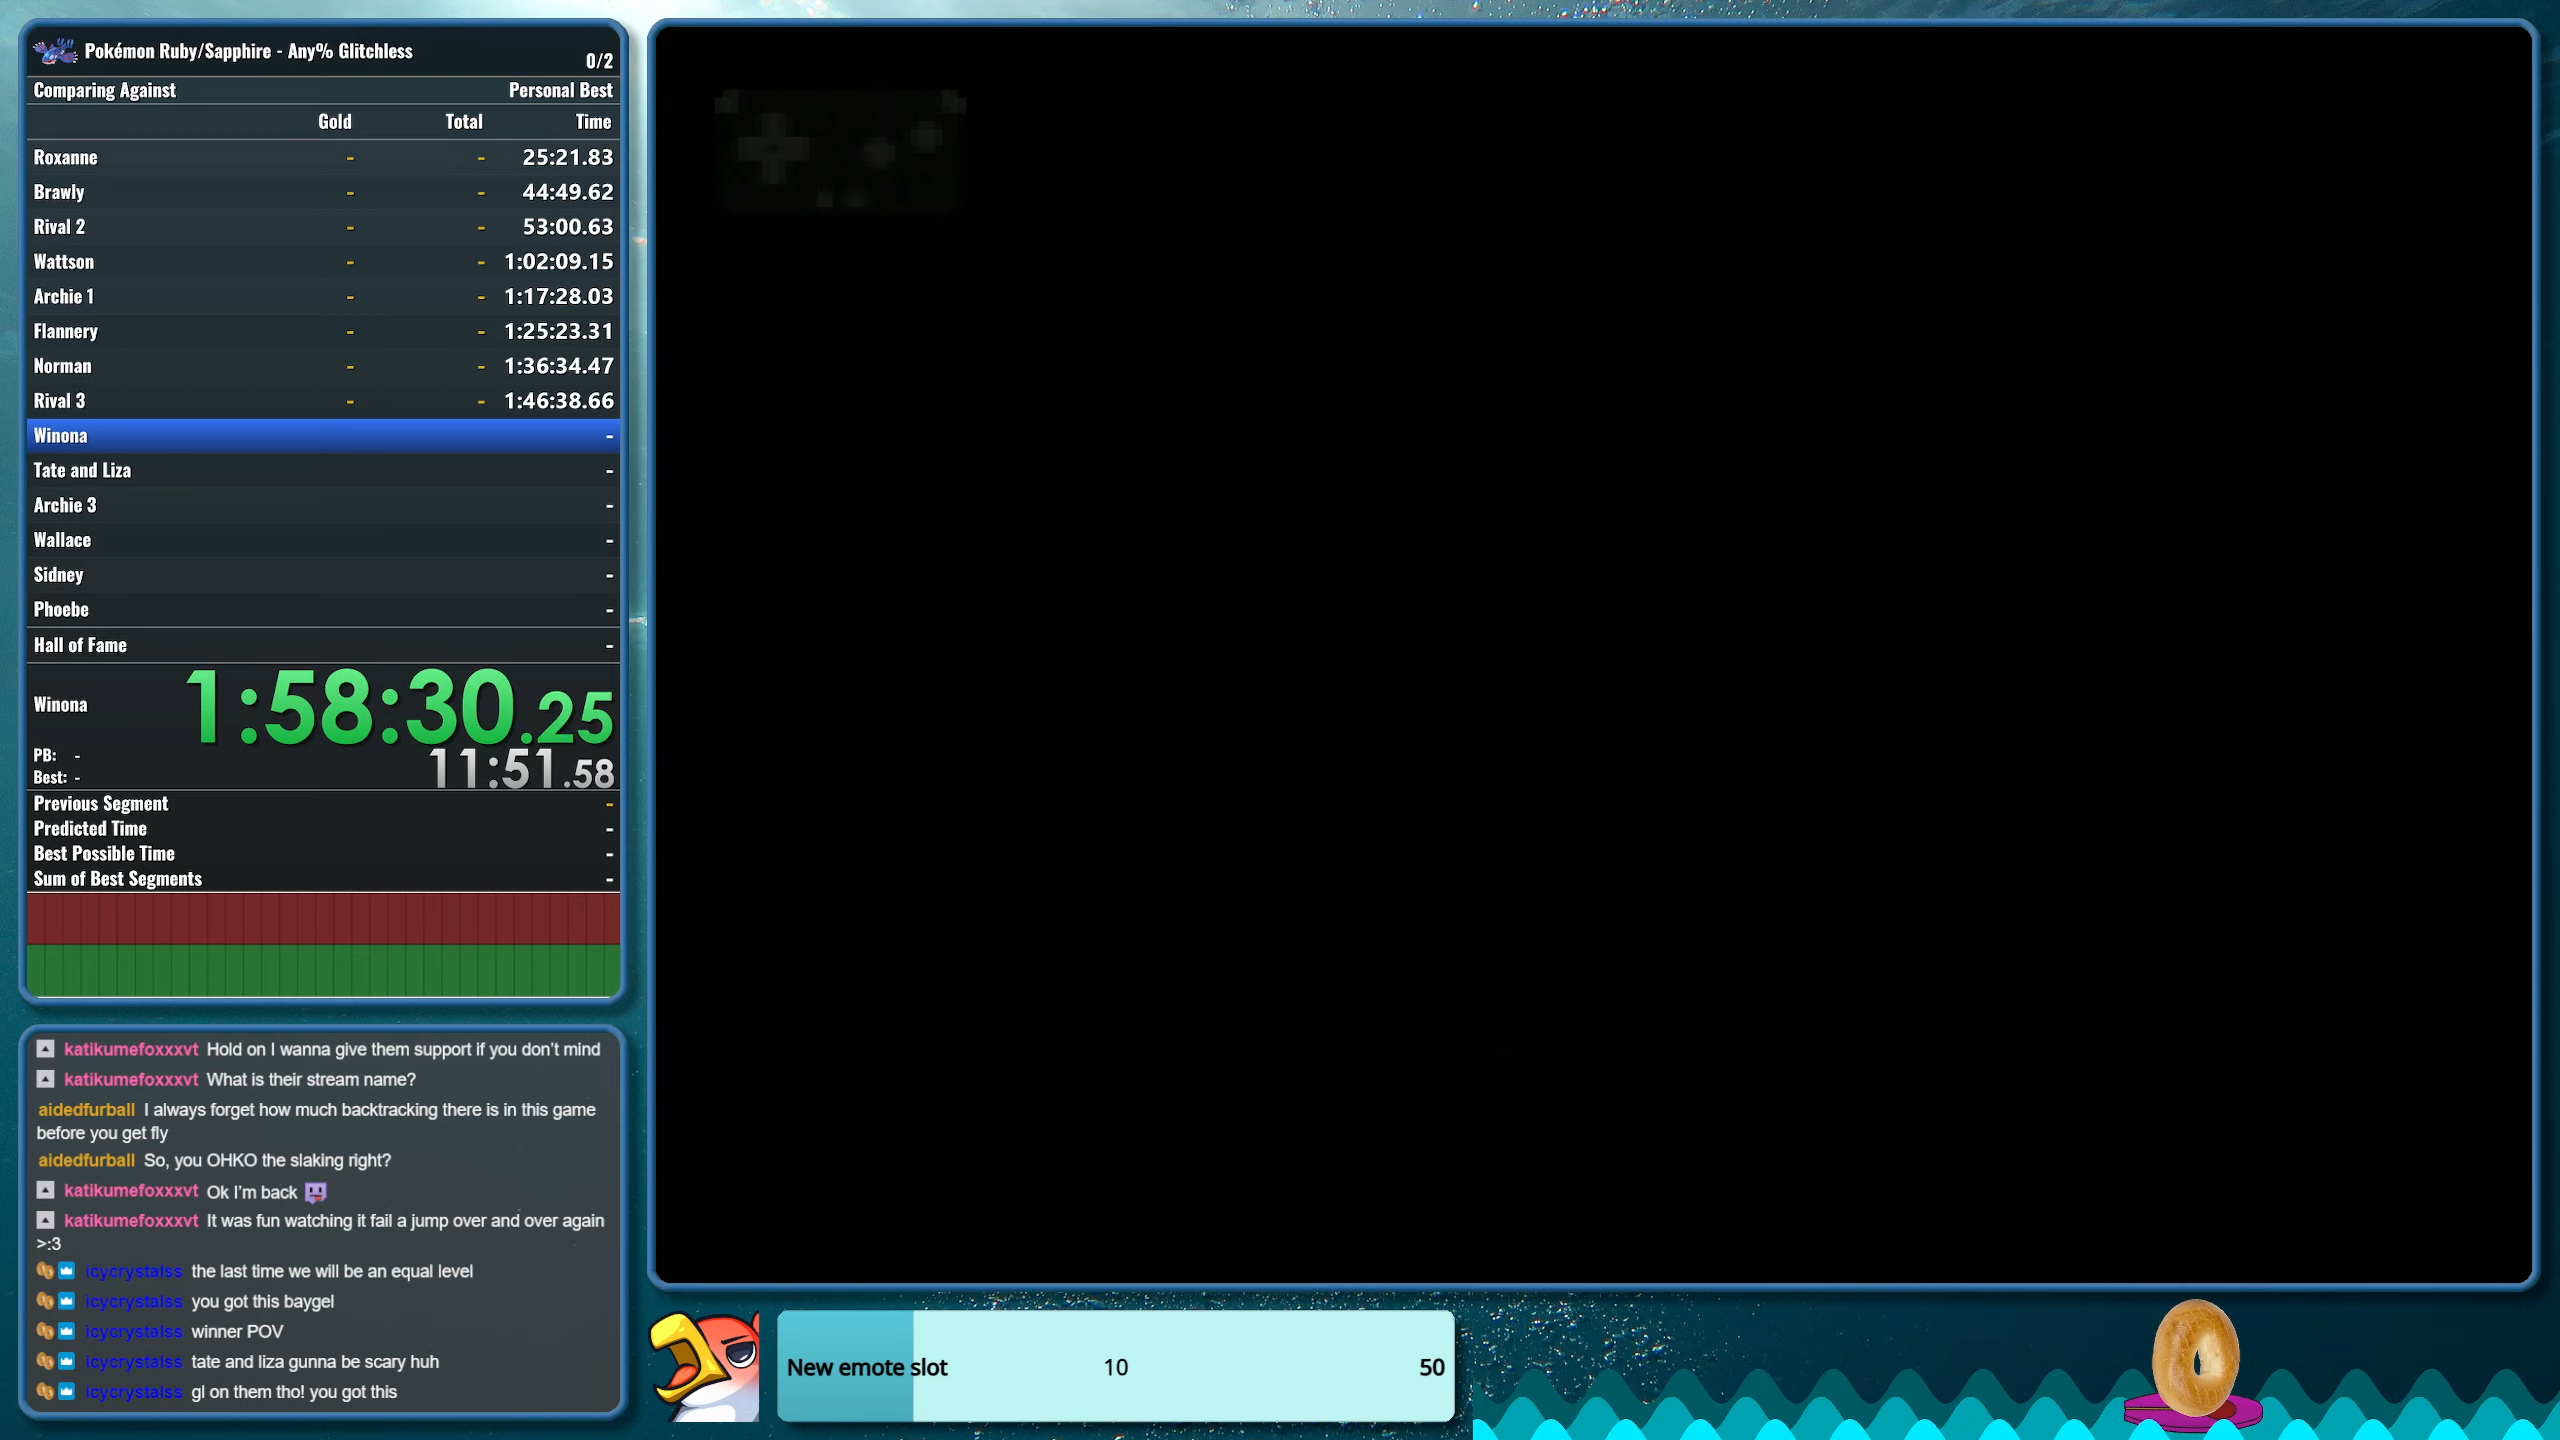 Pokémon Ruby/Sapphire - Any% Glitchless
0/2
Comparing Against Personal Best
Gold Total Time
Roxanne - - 25:21.83
Brawly - - 44:49.62
Rival 2 - - 53:00.63
Wattson - - 1:02:09.15
Archie 1 - - 1:17:28.03
Flannery - - 1:25:23.31
Norman - - 1:36:34.47
Rival 3 - - 1:46:38.66
Winona -
Tate and Liza -
Archie 3 -
Wallace -
Sidney -
Phoebe -
Hall of Fame -
Winona 1:58:30.25
PB: -
Best: - 11:51.58
Previous Segment -
Predicted Time -
Best Possible Time -
Sum of Best Segments -
katikumefoxxxvt Hold on I wanna give them support if you don't mind
katikumefoxxxvt What is their stream name?
aidedfurball I always forget how much backtracking there is in this game
before you get fly
aidedfurball So, you OHKO the slaking right?
katikumefoxxxvt Ok I'm back
katikumefoxxxvt It was fun watching it fail a jump over and over again
>:3
icycrystalss the last time we will be an equal level
icycrystalss you got this baygel
icycrystalss winner POV
icycrystalss tate and liza gunna be scary huh
icycrystalss gl on them tho! you got this
New emote slot 10 50